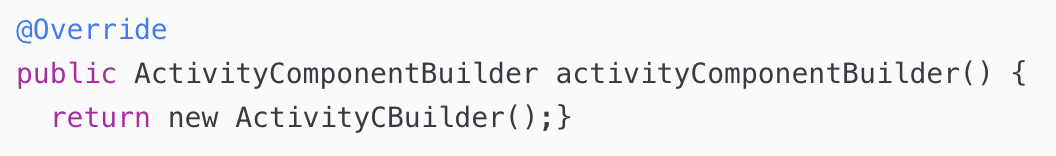 @Override
public ActivityComponentBuilder activityComponentBuilder() {
  return new ActivityCBuilder();}